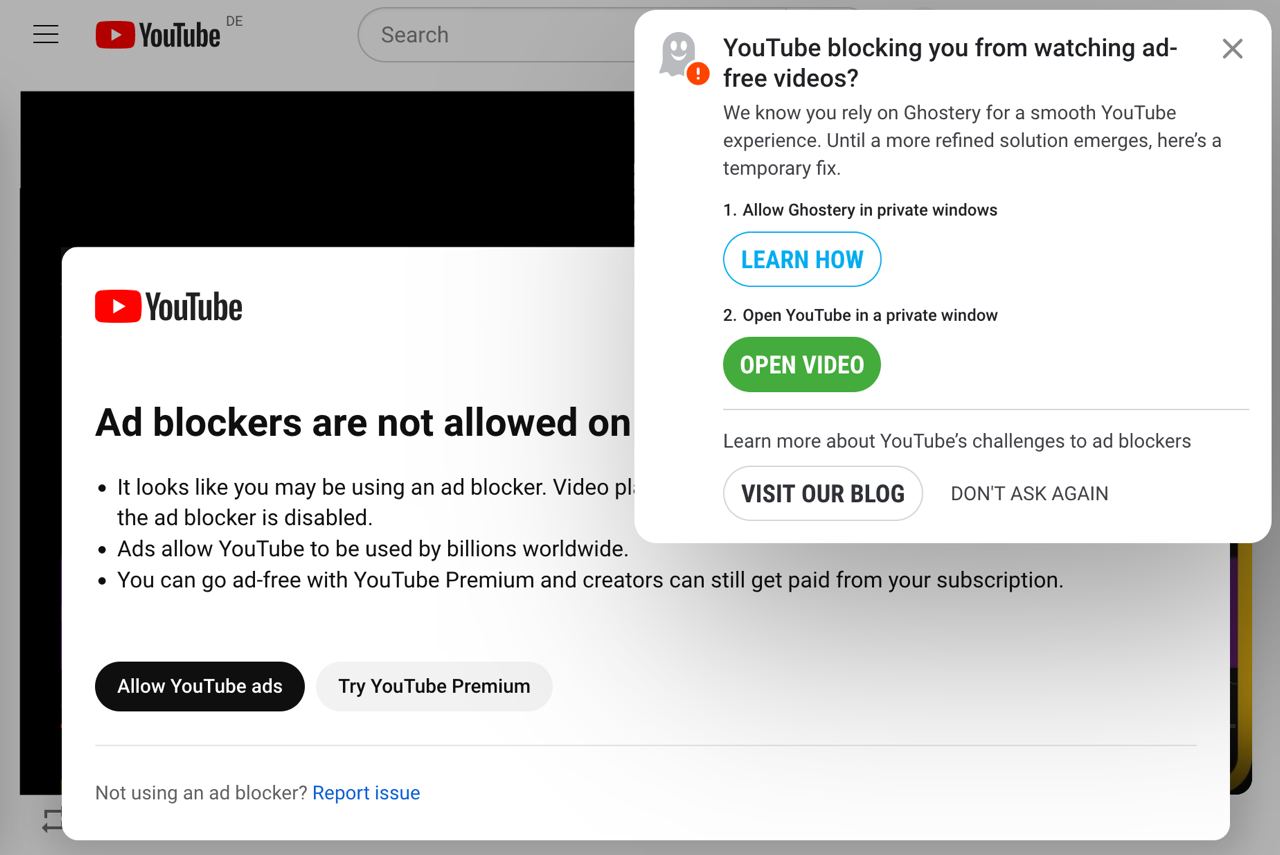 YouTube DE
Search
YouTube blocking you from watching ad-
free videos?
We know you rely on Ghostery for a smooth YouTube
experience. Until a more refined solution emerges, here’s a
temporary fix.
1. Allow Ghostery in private windows
LEARN HOW
2. Open YouTube in a private window
OPEN VIDEO
Learn more about YouTube’s challenges to ad blockers
VISIT OUR BLOG
DON'T ASK AGAIN
YouTube
Ad blockers are not allowed on
• It looks like you may be using an ad blocker. Video
the ad blocker is disabled.
• Ads allow YouTube to be used by billions worldwide.
• You can go ad-free with YouTube Premium and creators can still get paid from your subscription.
Allow YouTube ads
Try YouTube Premium
Not using an ad blocker? Report issue